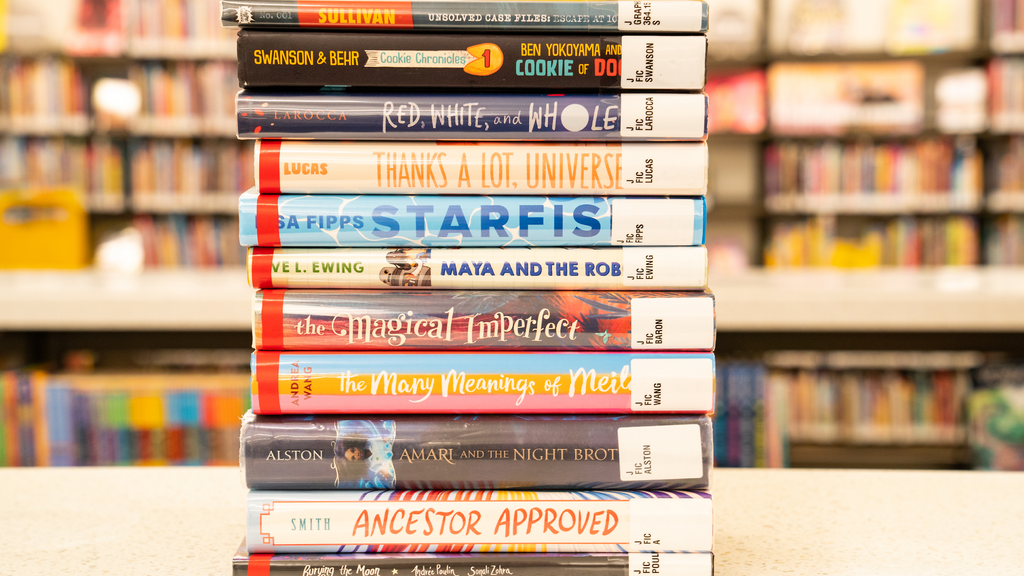 No. 001 SULLIVAN UNSOLVED CASE FILES: ESCAPE AT 10
J GRAPH 364.15 S
SWANSON & BEHR Cookie Chronicles 1 BEN YOKOYAMA AND
COOKIE OF DOO
J FIC SWANSON
LAROCCA RED, WHITE, and WHOLE
J FIC LAROCCA
LUCAS THANKS A LOT, UNIVERSE
J FIC LUCAS
SA FIPPS STARFIS
J FIC FIPPS
VE L. EWING MAYA AND THE ROB
J FIC EWING
the Magical Imperfect
J FIC BARON
ANDREA WANG the Many Meanings of Meil
J FIC WANG
ALSTON AMARI AND THE NIGHT BROT
J FIC ALSTON
SMITH ANCESTOR APPROVED
J FIC A
Burying the Moon Andrée Poulin Sonali Zohra
J FIC POUL